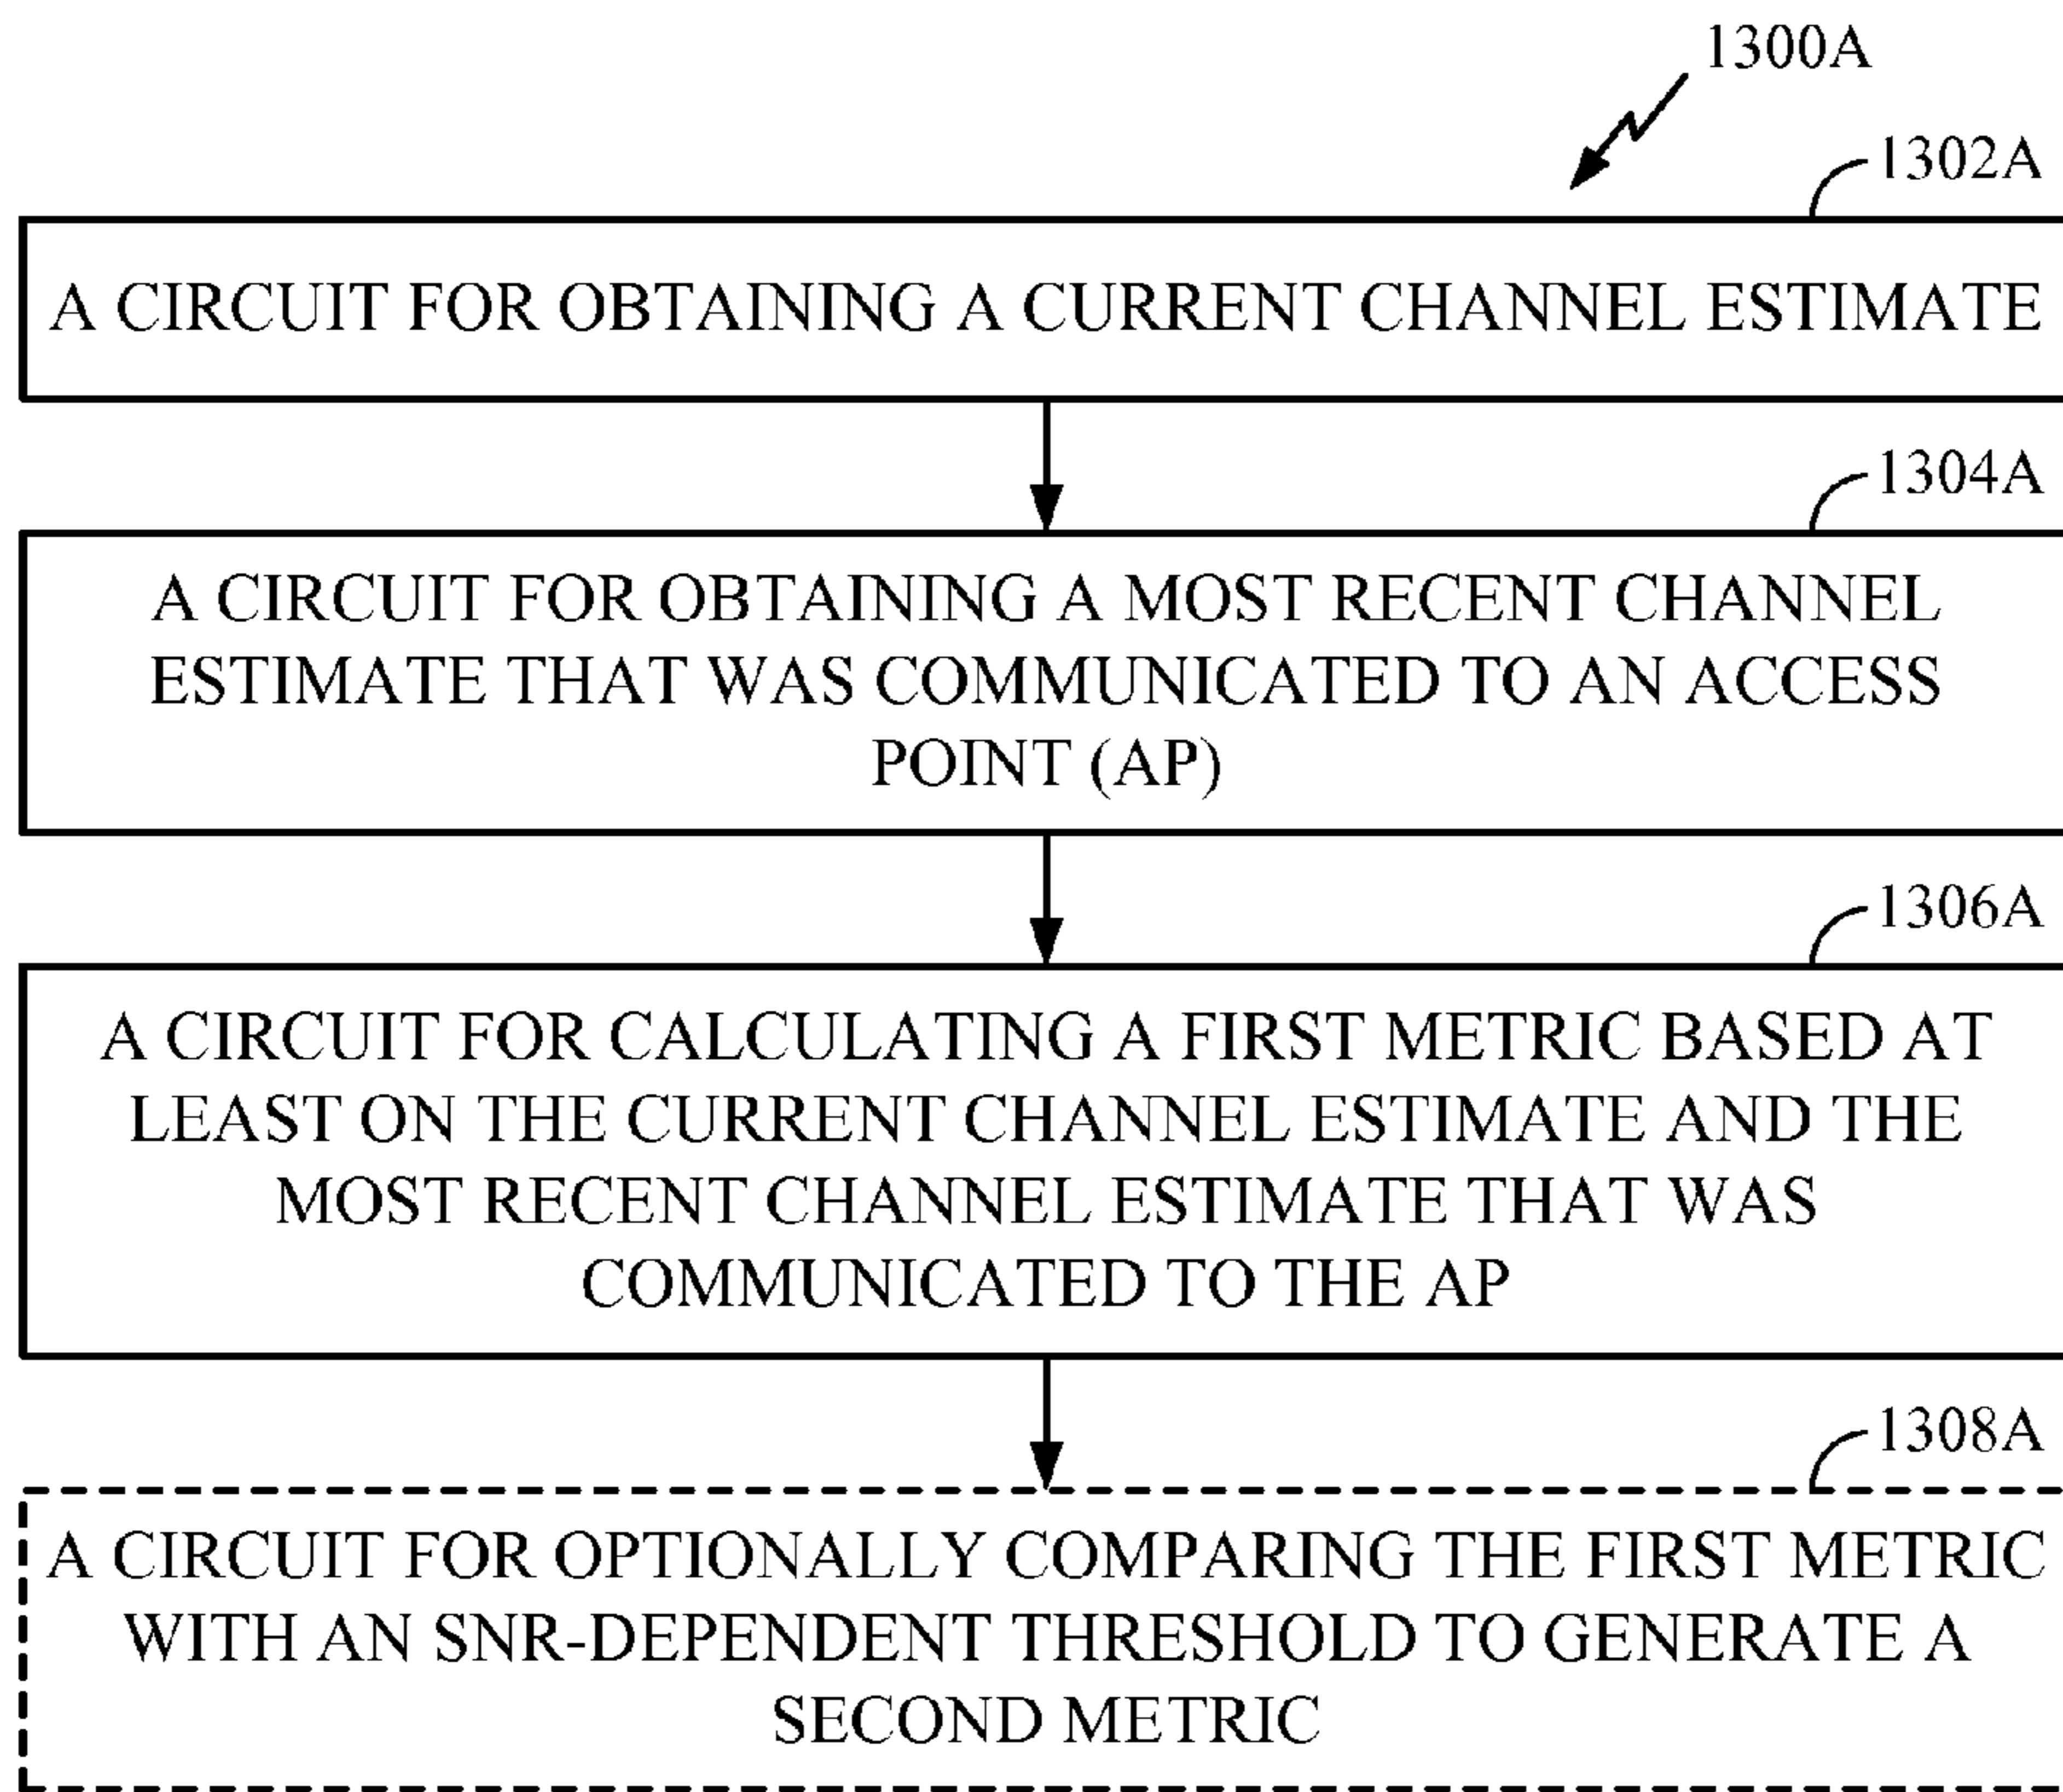 1300A
1302A
A CIRCUIT FOR OBTAINING A CURRENT CHANNEL ESTIMATE
1304A
A CIRCUIT FOR OBTAINING A MOST RECENT CHANNEL
ESTIMATE THAT WAS COMMUNICATED TO AN ACCESS
POINT (AP)
1306A
A CIRCUIT FOR CALCULATING A FIRST METRIC BASED AT
LEAST ON THE CURRENT CHANNEL ESTIMATE AND THE
MOST RECENT CHANNEL ESTIMATE THAT WAS
COMMUNICATED TO THE AP
1308A
A CIRCUIT FOR OPTIONALLY COMPARING THE FIRST METRIC
WITH AN SNR-DEPENDENT THRESHOLD TO GENERATE A
SECOND METRIC